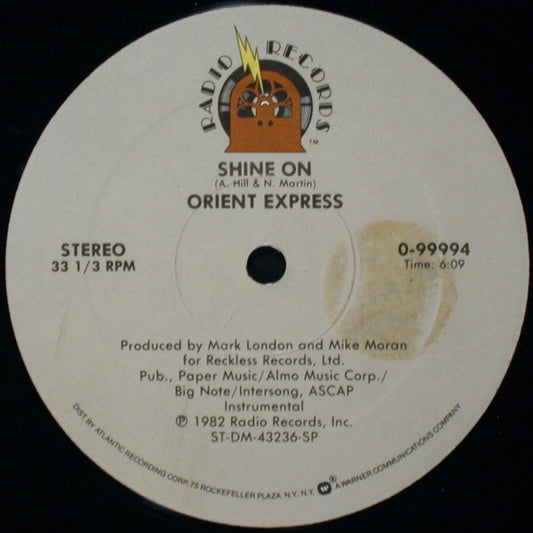 RADIO RECORDS
TM
SHINE ON
(A. Hill & N. Martin)
ORIENT EXPRESS
STEREO
33 1/3 RPM
0-99994
Time: 6:09
Produced by Mark London and Mike Moran
for Reckless Records, Ltd.
Pub., Paper Music/Almo Music Corp./
Big Note/Intersong, ASCAP
Instrumental
℗ 1982 Radio Records, Inc.
ST-DM-43236-SP
DIST. BY ATLANTIC RECORDING CORP. 75 ROCKEFELLER PLAZA, N.Y. N.Y. ® A WARNER COMMUNICATIONS COMPANY